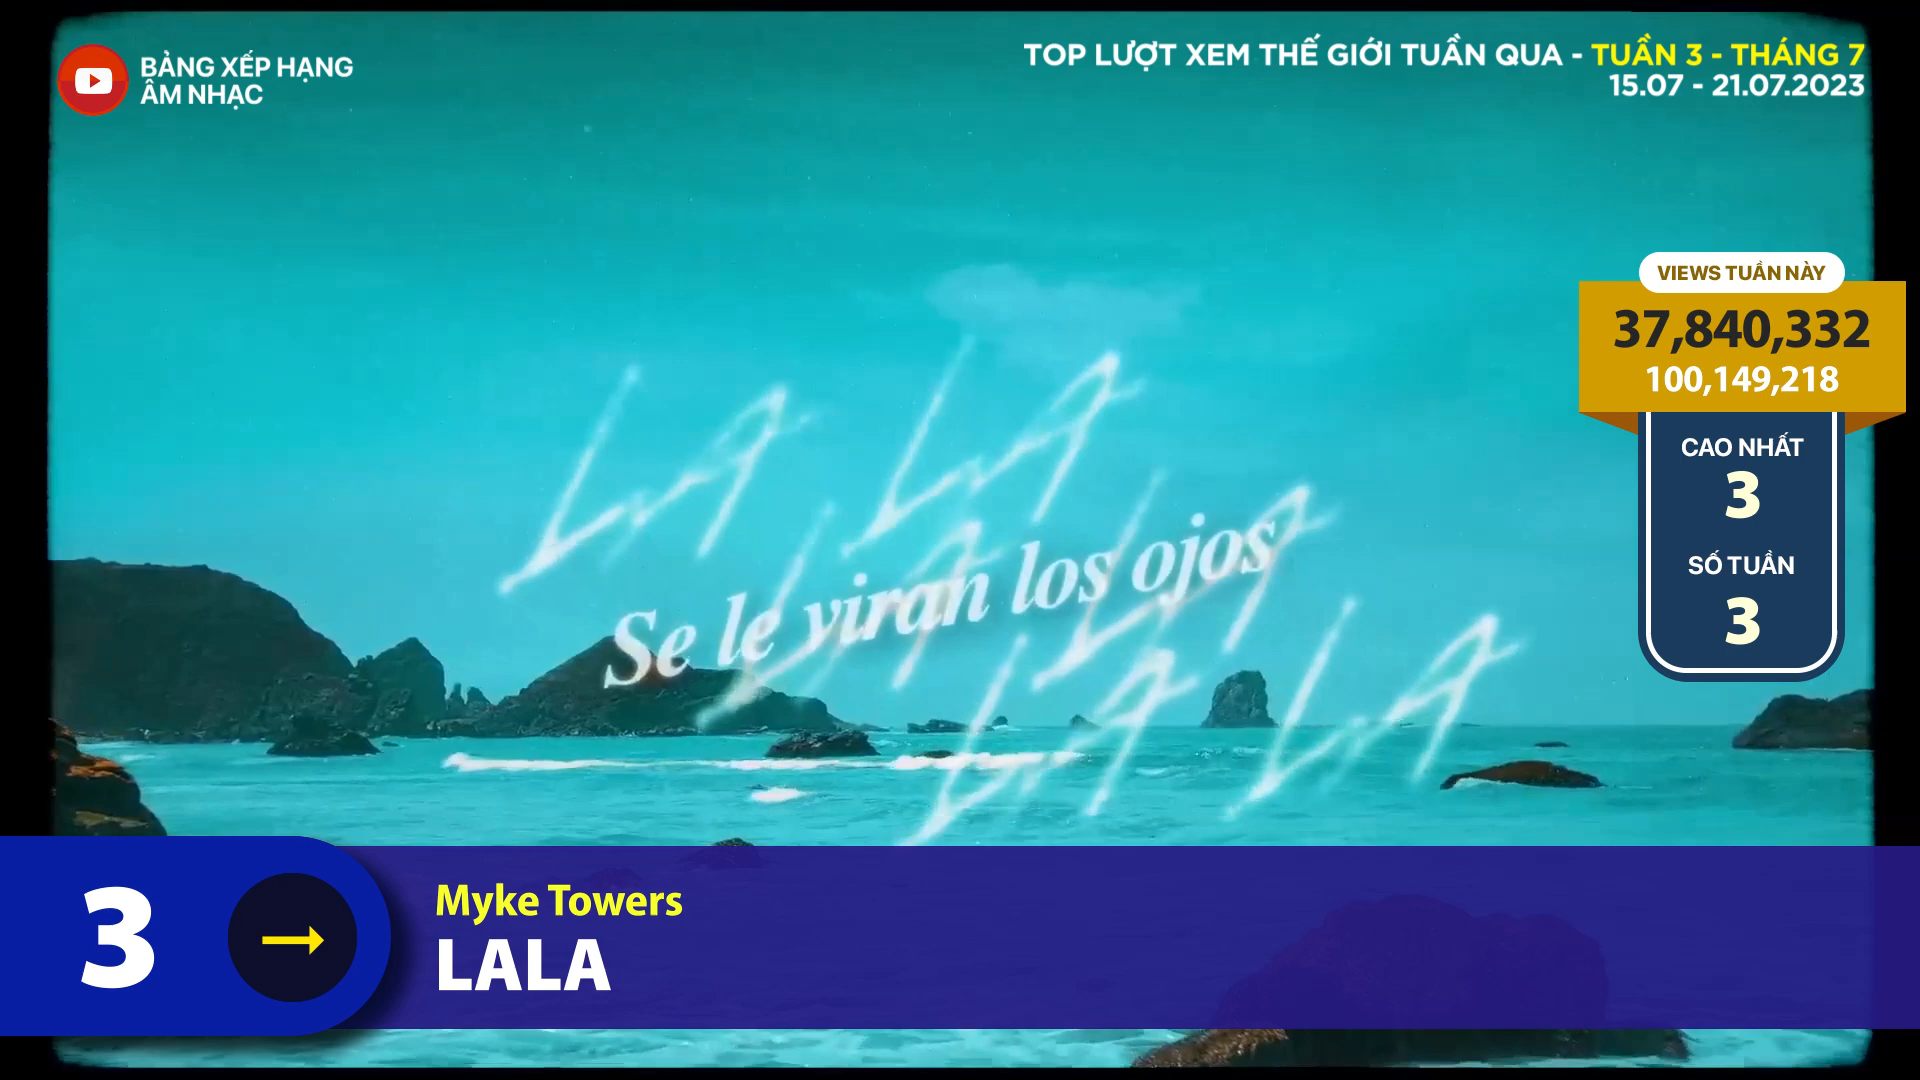 BẢNG XẾP HẠNG
ÂM NHẠC
TOP LƯỢT XEM THẾ GIỚI TUẦN QUA - TUẦN 3 - THÁNG 7
15.07 - 21.07.2023
VIEWS TUẦN NÀY
37,840,332
100,149,218
CAO NHẤT
3
SỐ TUẦN
3
LA LA
LA LA
Se le viran los ojos
LA LA
3
Myke Towers
LALA